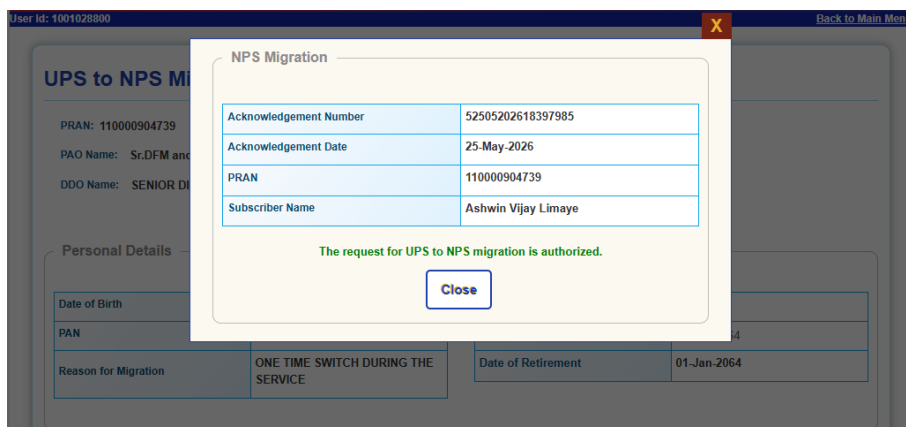 User Id: 1001028800
Back to Main Men
X
NPS Migration
UPS to NPS Mi
Acknowledgement Number 52505202618397985
PRAN: 110000904739
Acknowledgement Date 25-May-2026
PAO Name: Sr.DFM and
PRAN 110000904739
DDO Name: SENIOR DI
Subscriber Name Ashwin Vijay Limaye
The request for UPS to NPS migration is authorized.
Personal Details
Close
Date of Birth
PAN 64
Reason for Migration ONE TIME SWITCH DURING THE SERVICE Date of Retirement 01-Jan-2064